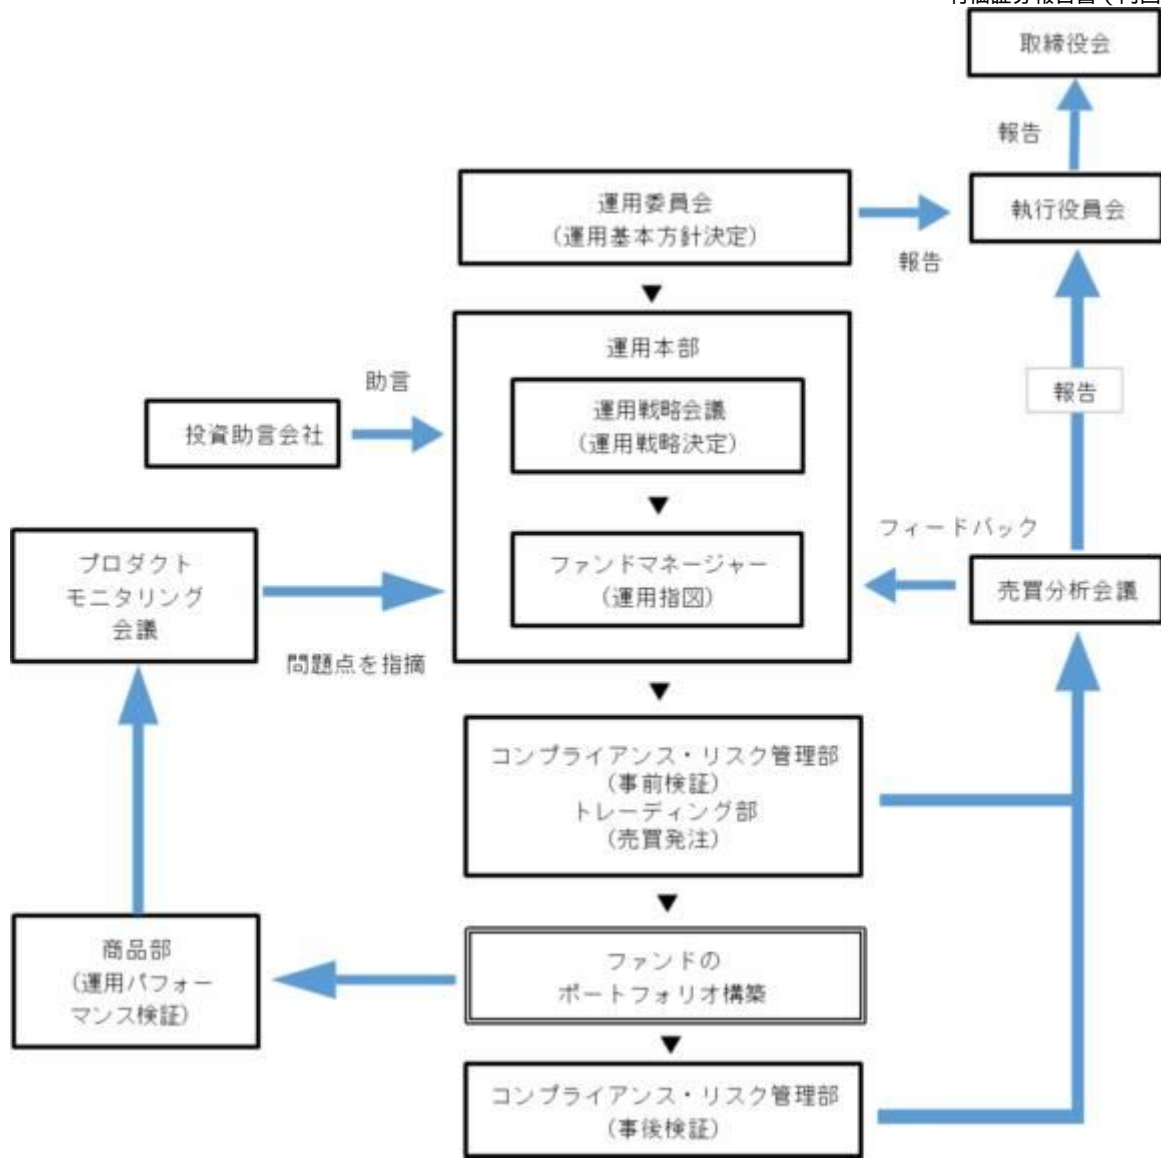 取締役会
報告
運用委員会
(運用基本方針決定)
執行役員会
報告
運用本部
助言
運用戦略会議
(運用戦略決定)
報告
投資助言会社
フィードバック
プロダクト
モニタリング
会議
ファンドマネージャー
(運用指図)
売買分析会議
問題点を指摘
コンプライアンス・リスク管理部
(事前検証)
トレーディング部
(売買発注)
商品部
(運用パフォー
マンス検証)
ファンドの
ポートフォリオ構築
コンプライアンス・リスク管理部
(事後検証)